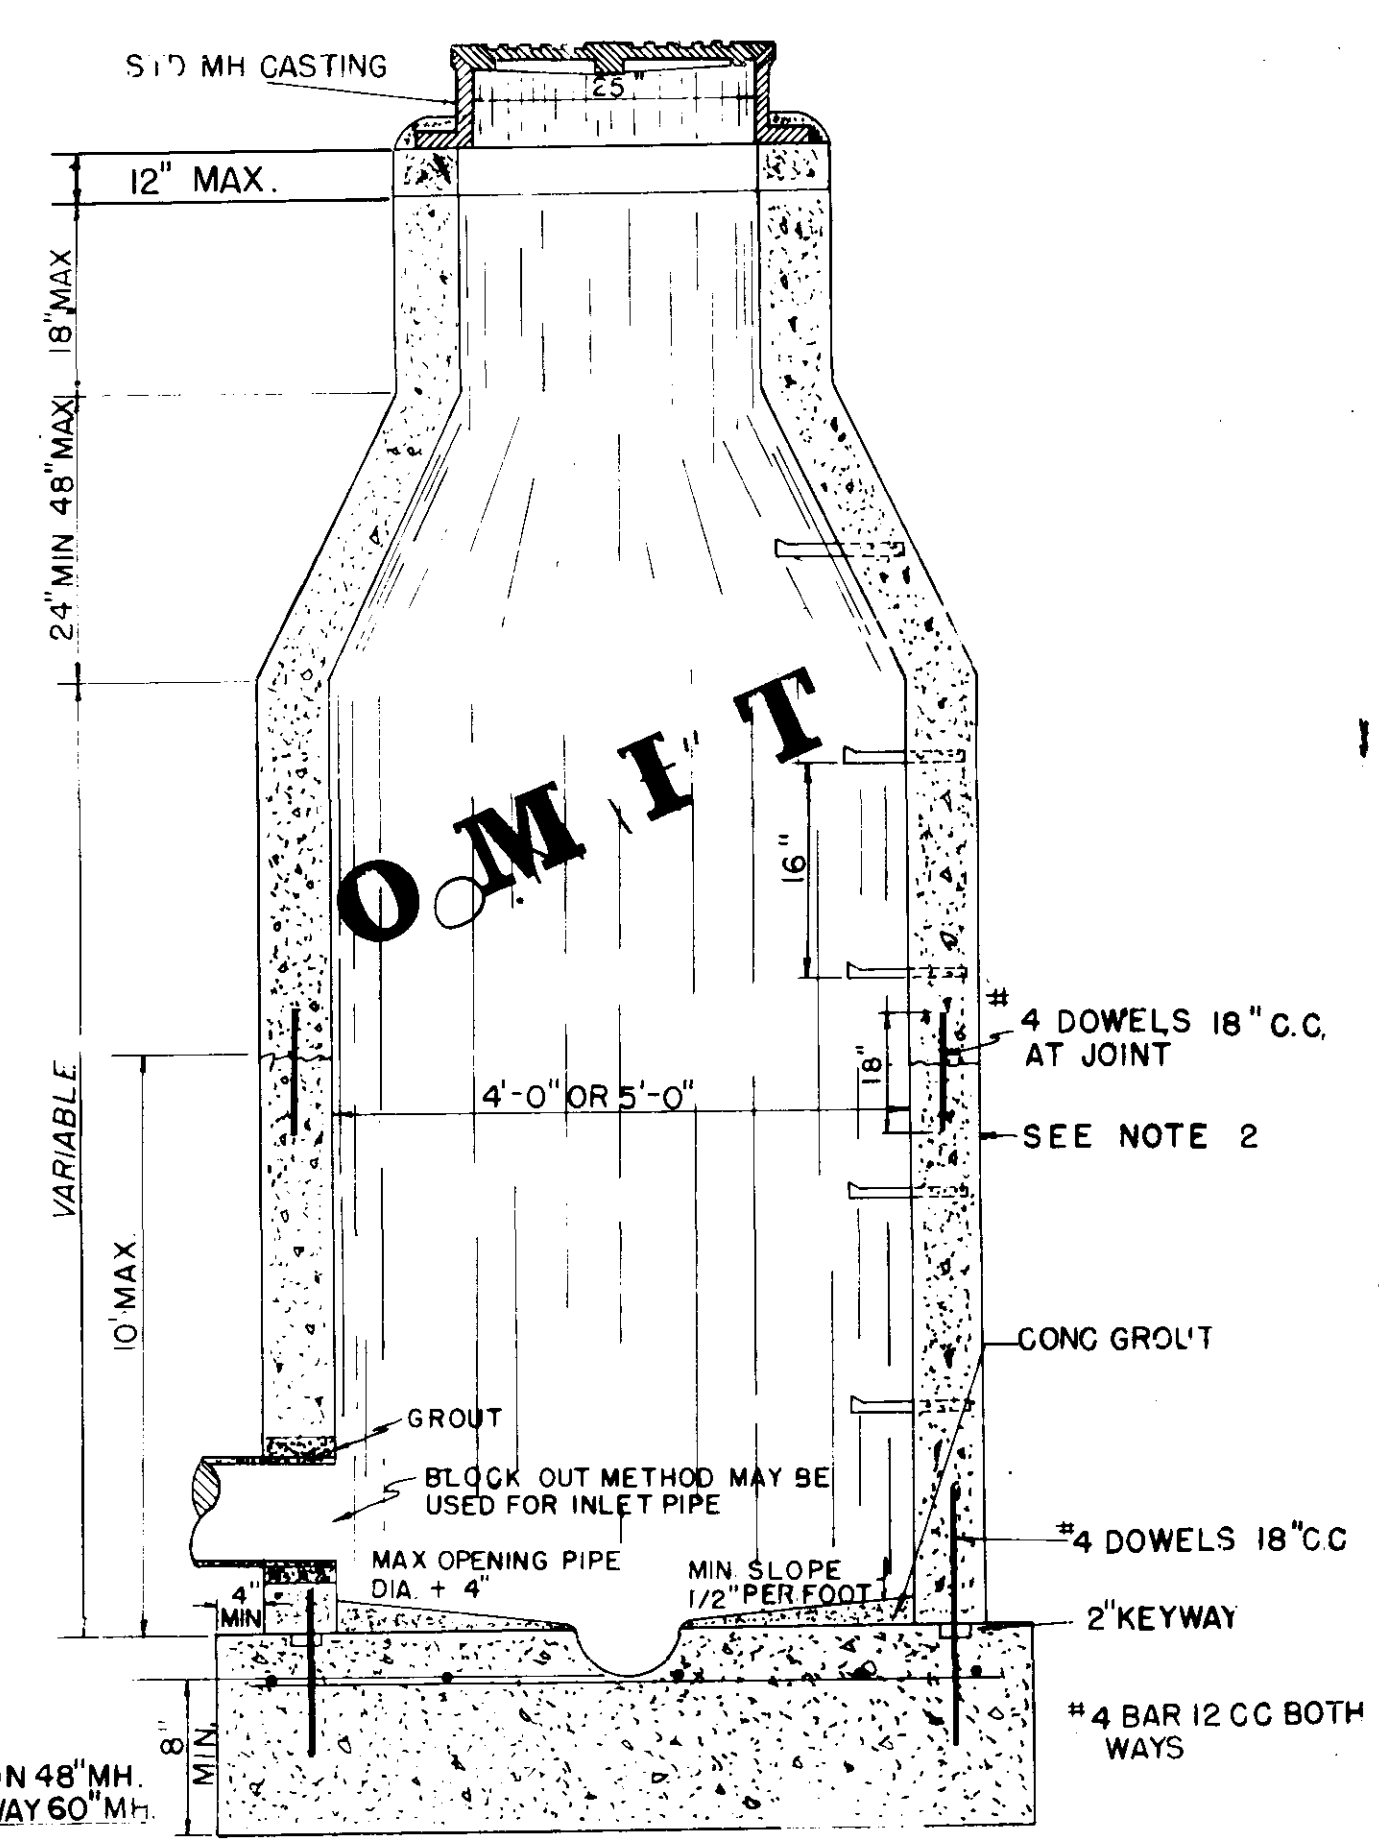 STD MH CASTING
25"
12" MAX.
18" MAX
24" MIN 48" MAX
OMIT
16"
#
4 DOWELS 18" C.C.
AT JOINT
18"
4'-0" OR 5'-0"
SEE NOTE 2
VARIABLE
10' MAX.
CONC GROUT
GROUT
BLOCK OUT METHOD MAY BE
USED FOR INLET PIPE
#4 DOWELS 18" C.C
MAX OPENING PIPE
DIA. + 4"
MIN. SLOPE
1/2" PER FOOT
4"
MIN
2" KEYWAY
#4 BAR 12 CC BOTH
WAYS
8"
MIN.
N 48" MH.
WAY 60" MH.